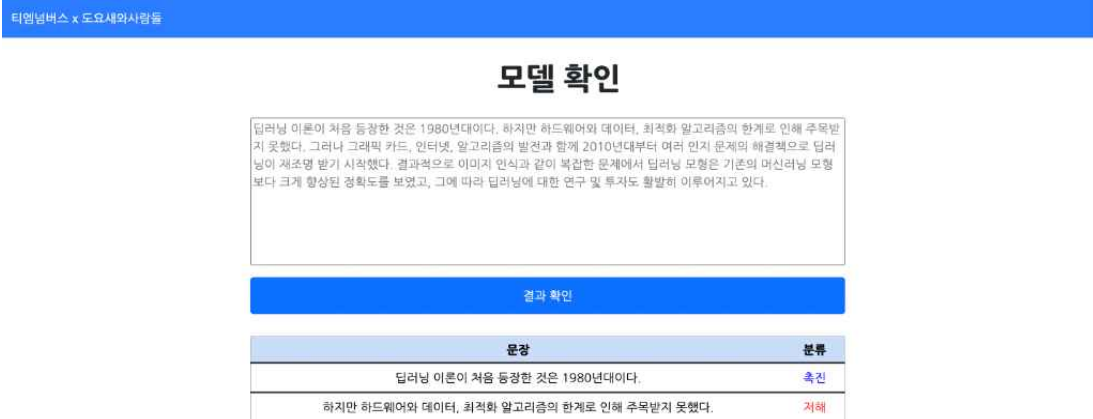 티엠넘버스 x 도요새와사람들
모델 확인
딥러닝 이론이 처음 등장한 것은 1980년대이다. 하지만 하드웨어와 데이터, 최적화 알고리즘의 한계로 인해 주목받
지 못했다. 그러나 그래픽 카드, 인터넷, 알고리즘의 발전과 함께 2010년대부터 여러 인지 문제의 해결책으로 딥러
닝이 재조명 받기 시작했다. 결과적으로 이미지 인식과 같이 복잡한 문제에서 딥러닝 모형은 기존의 머신러닝 모형
보다 크게 향상된 정확도를 보였고, 그에 따라 딥러닝에 대한 연구 및 투자도 활발히 이루어지고 있다.
결과 확인
문장 분류
딥러닝 이론이 처음 등장한 것은 1980년대이다. 촉진
하지만 하드웨어와 데이터, 최적화 알고리즘의 한계로 인해 주목받지 못했다. 저해